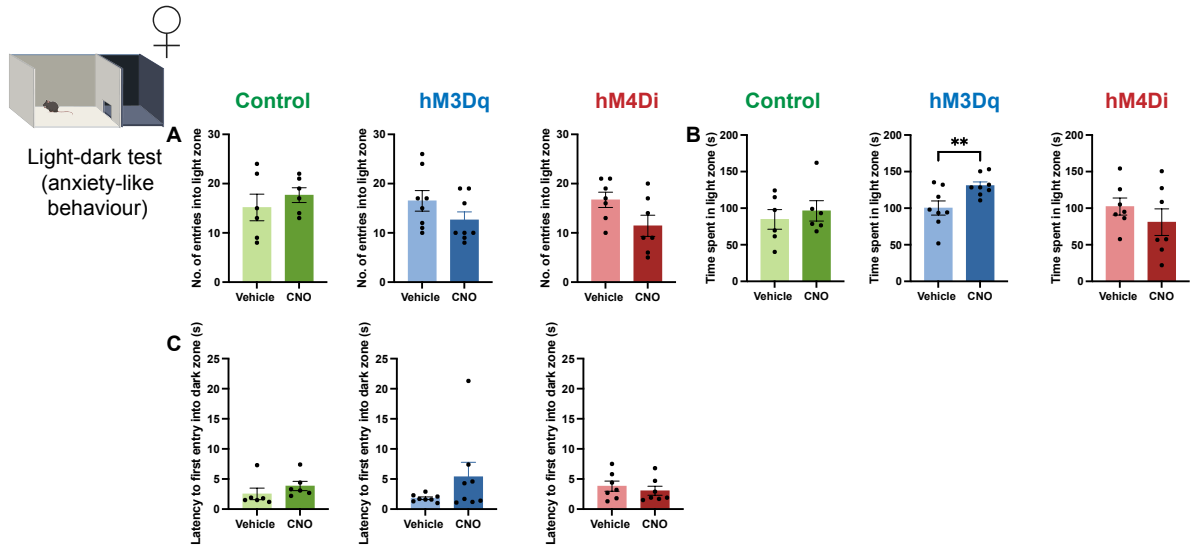 Light-dark test
(anxiety-like
behaviour)
Control
hM3Dq
hM4Di
Control
hM3Dq
hM4Di
A
No. of entries into light zone
30
20
10
0
Vehicle CNO
No. of entries into light zone
30
20
10
0
Vehicle CNO
No. of entries into light zone
30
20
10
0
Vehicle CNO
B
Time spent in light zone (s)
200
150
100
50
0
Vehicle CNO
Time spent in light zone (s)
200
150
100
50
0
**
Vehicle CNO
Time spent in light zone (s)
200
150
100
50
0
Vehicle CNO
C
Latency to first entry into dark zone (s)
25
20
15
10
5
0
Vehicle CNO
Latency to first entry into dark zone (s)
25
20
15
10
5
0
Vehicle CNO
Latency to first entry into dark zone (s)
25
20
15
10
5
0
Vehicle CNO